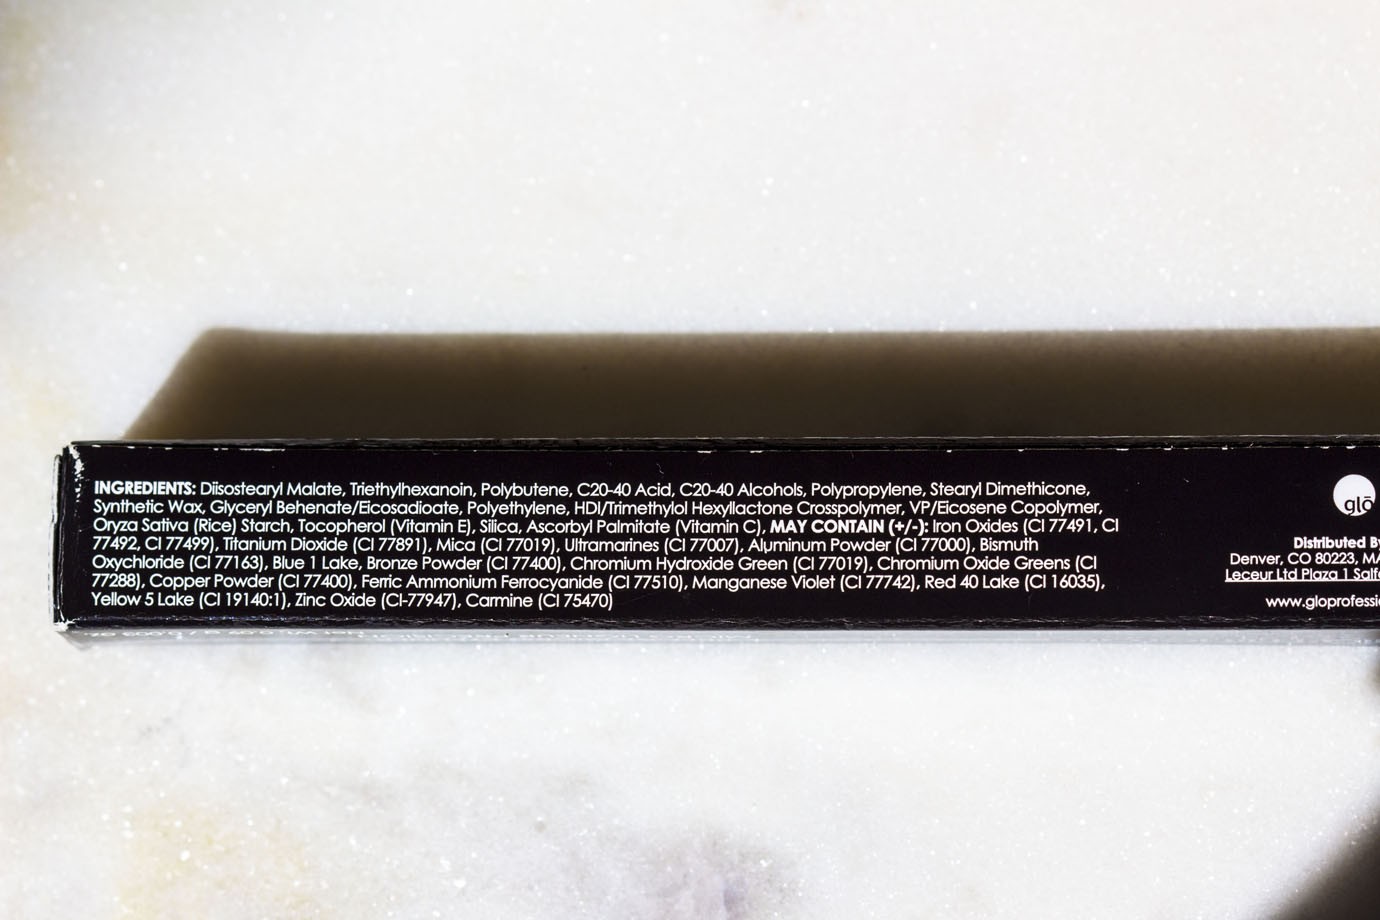 INGREDIENTS: Diisostearyl Malate, Triethylhexanoin, Polybutene, C20-40 Acid, C20-40 Alcohols, Polypropylene, Stearyl Dimethicone,
Synthetic Wax, Glyceryl Behenate/Eicosadioate, Polyethylene, HDI/Trimethylol Hexyllactone Crosspolymer, VP/Eicosene Copolymer,
Oryza Sativa (Rice) Starch, Tocopherol (Vitamin E), Silica, Ascorbyl Palmitate (Vitamin C), MAY CONTAIN (+/-): Iron Oxides (CI 77491, CI
77492, CI 77499), Titanium Dioxide (CI 77891), Mica (CI 77019), Ultramarines (CI 77007), Aluminum Powder (CI 77000), Bismuth
Oxychloride (CI 77163), Blue 1 Lake, Bronze Powder (CI 77400), Chromium Hydroxide Green (CI 77019), Chromium Oxide Greens (CI
77288), Copper Powder (CI 77400), Ferric Ammonium Ferrocyanide (CI 77510), Manganese Violet (CI 77742), Red 40 Lake (CI 16035),
Yellow 5 Lake (CI 19140:1), Zinc Oxide (CI-77947), Carmine (CI 75470)
glō
Distributed By
Denver, CO 80223, MA
Leceur Ltd Plaza 1 Salf
www.gloprofessi